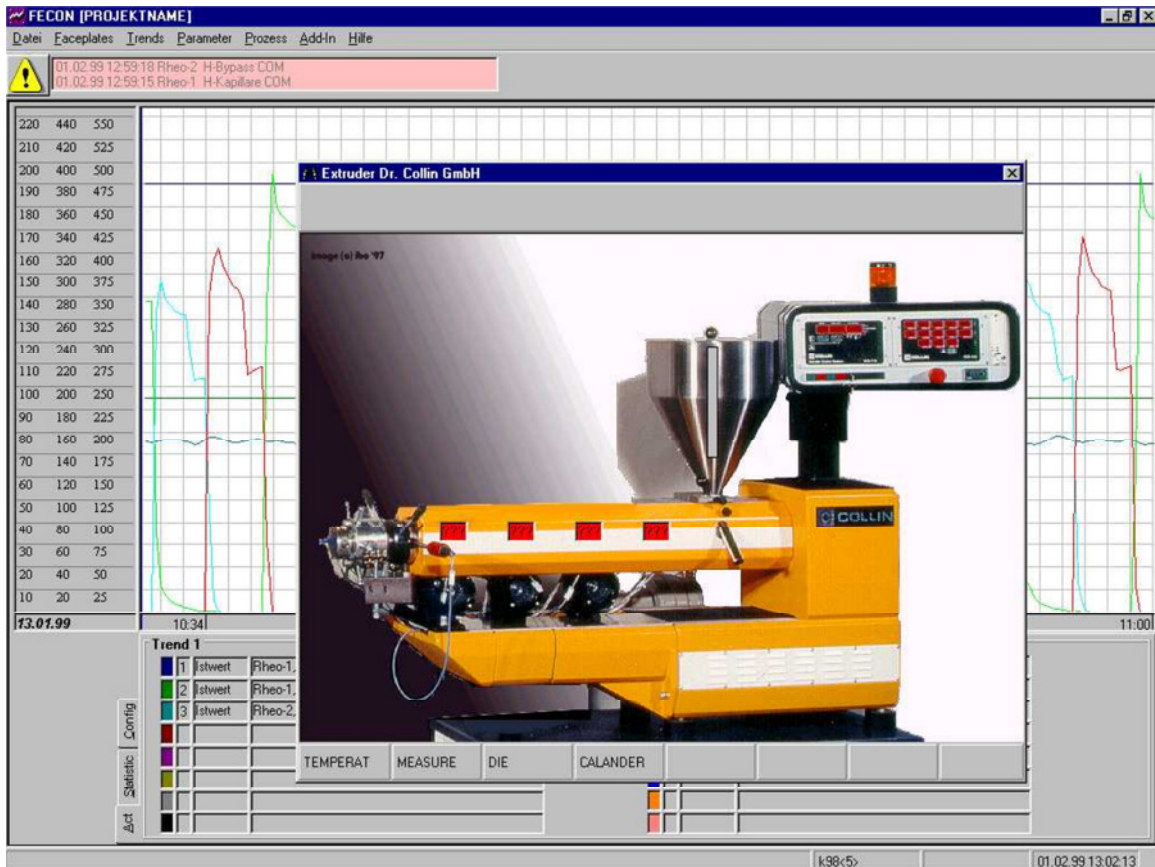 FECON [PROJEKTNAME]
Datei Faceplates Trends Parameter Prozess Add-In Hilfe
01.02.99 12:59:18 Rheo-2 H-Bypass COM
01.02.99 12:59:15 Rheo-1 H-Kapillare COM
220 440 550
210 420 525
200 400 500
190 380 475
180 360 450
170 340 425
160 320 400
150 300 375
140 280 350
130 260 325
120 240 300
110 220 275
100 200 250
90 180 225
80 160 200
70 140 175
60 120 150
50 100 125
40 80 100
30 60 75
20 40 50
10 20 25
13.01.99 10:34 11:00
Extruder Dr. Collin GmbH
COLLIN
COLLIN
COLLIN
??? ??? ??? ???
TEMPERAT MEASURE DIE CALANDER
Trend 1
1 Istwert Rheo-1,
2 Istwert Rheo-1,
3 Istwert Rheo-2,
Config
Statistic
Act
k98<5> 01.02.99 13:02:13